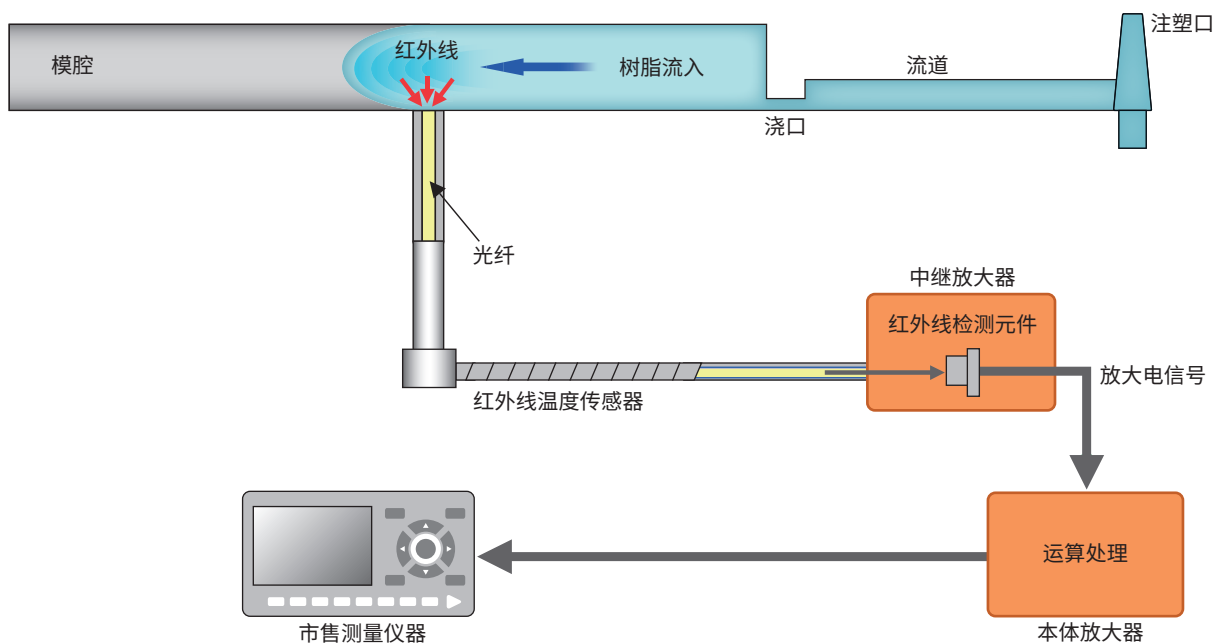 注塑口
模腔
红外线
树脂流入
流道
浇口
光纤
中继放大器
红外线检测元件
放大电信号
红外线温度传感器
运算处理
市售测量仪器
本体放大器